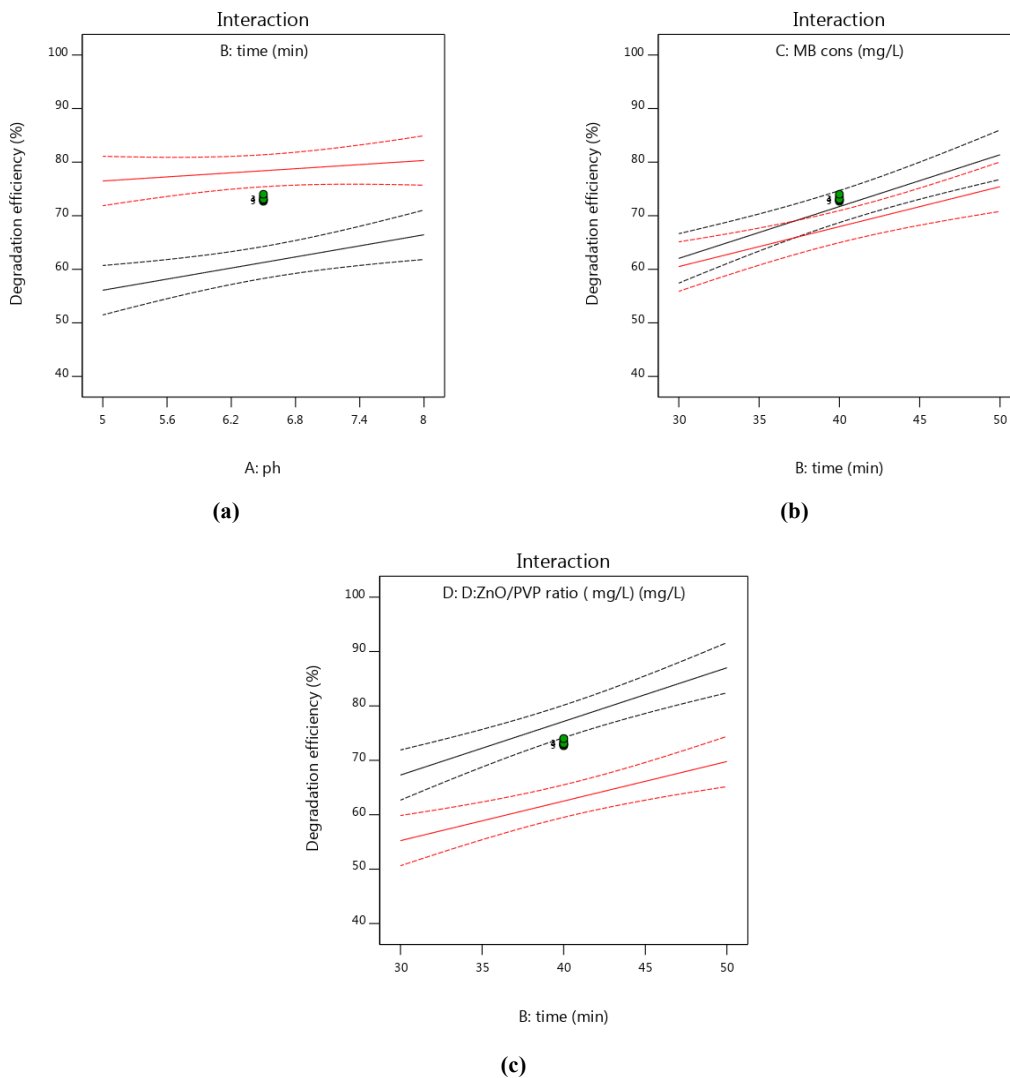 Interaction
B: time (min)
Degradation efficiency (%)
100
90
80
70
60
50
40
5
5.6
6.2
6.8
7.4
8
A: ph
(a)
Interaction
C: MB cons (mg/L)
Degradation efficiency (%)
100
90
80
70
60
50
40
30
35
40
45
50
B: time (min)
(b)
Interaction
D: D:ZnO/PVP ratio ( mg/L) (mg/L)
Degradation efficiency (%)
100
90
80
70
60
50
40
30
35
40
45
50
B: time (min)
(c)